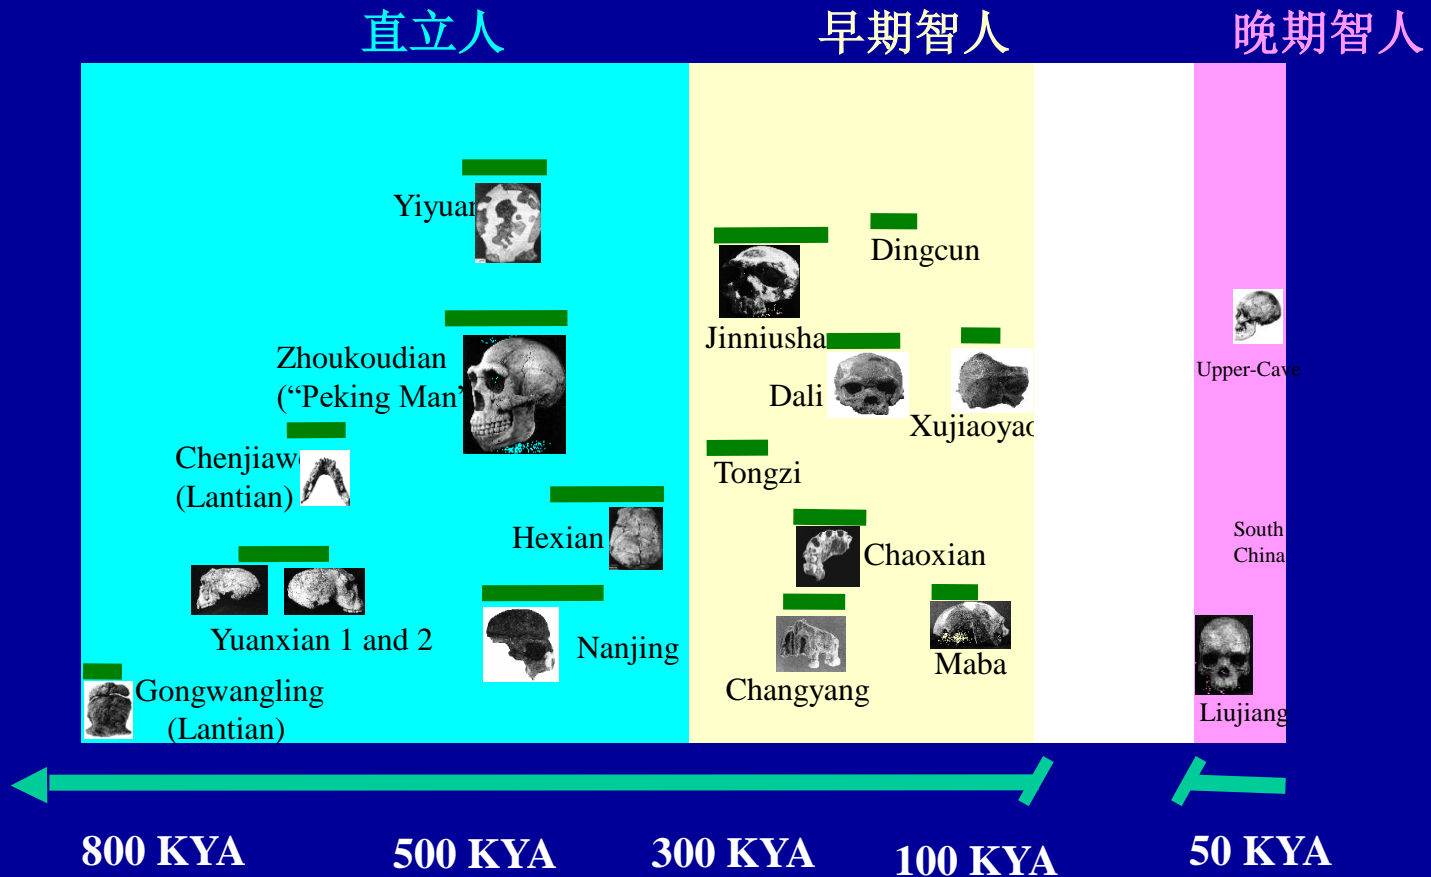 直立人
早期智人
晚期智人
Yiyuan
Dingcun
Jinniusha
Zhoukoudian
(“Peking Man”
Dali
Xujiaoyao
Upper-Cave
Chenjiawo
(Lantian)
Tongzi
Hexian
Chaoxian
South
China
Yuanxian 1 and 2
Nanjing
Maba
Changyang
Gongwangling
(Lantian)
Liujiang
800 KYA
500 KYA
300 KYA
100 KYA
50 KYA